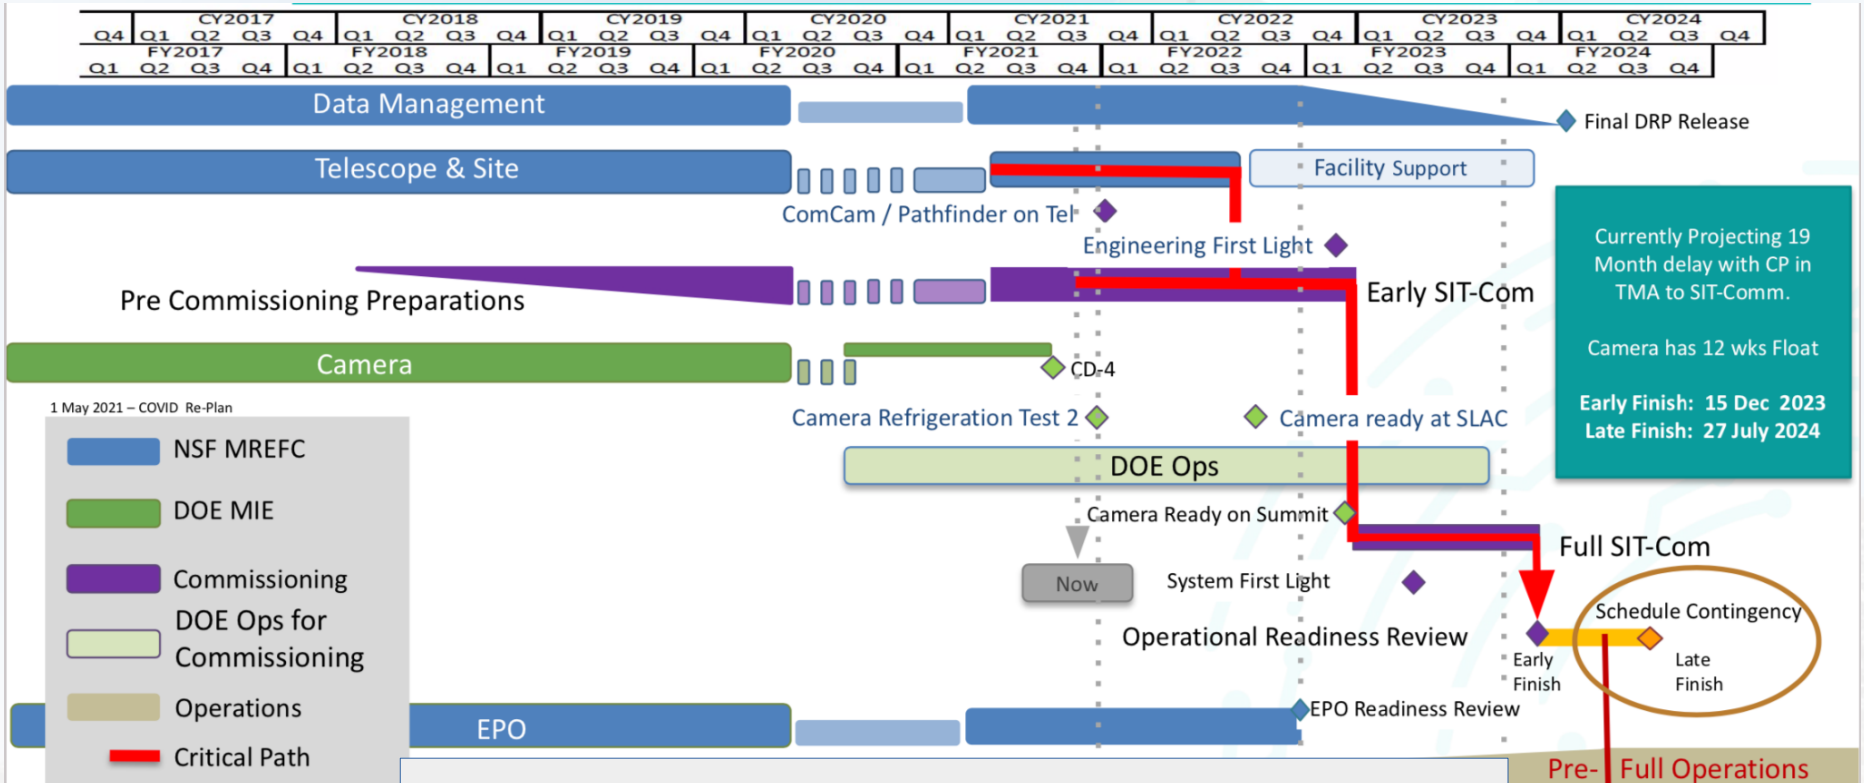 CY2017 CY2018 CY2019 CY2020 CY2021 CY2022 CY2023 CY2024
Q4 Q1 Q2 Q3 Q4 Q1 Q2 Q3 Q4 Q1 Q2 Q3 Q4 Q1 Q2 Q3 Q4 Q1 Q2 Q3 Q4 Q1 Q2 Q3 Q4 Q1 Q2 Q3 Q4 Q1 Q2 Q3 Q4
FY2017 FY2018 FY2019 FY2020 FY2021 FY2022 FY2023 FY2024
Q1 Q2 Q3 Q4 Q1 Q2 Q3 Q4 Q1 Q2 Q3 Q4 Q1 Q2 Q3 Q4 Q1 Q2 Q3 Q4 Q1 Q2 Q3 Q4 Q1 Q2 Q3 Q4 Q1 Q2 Q3 Q4
Data Management
Final DRP Release
Telescope & Site
Facility Support
ComCam / Pathfinder on Tel
Engineering First Light
Pre Commissioning Preparations
Early SIT-Com
Currently Projecting 19
Month delay with CP in
TMA to SIT-Comm.
Camera has 12 wks Float
Early Finish: 15 Dec 2023
Late Finish: 27 July 2024
Camera
CD-4
1 May 2021 – COVID Re-Plan
Camera Refrigeration Test 2
Camera ready at SLAC
NSF MREFC
DOE MIE
Commissioning
DOE Ops for
Commissioning
Operations
Critical Path
DOE Ops
Camera Ready on Summit
Full SIT-Com
Now
System First Light
Schedule Contingency
Operational Readiness Review
Early
Finish
Late
Finish
EPO
EPO Readiness Review
Pre- Full Operations